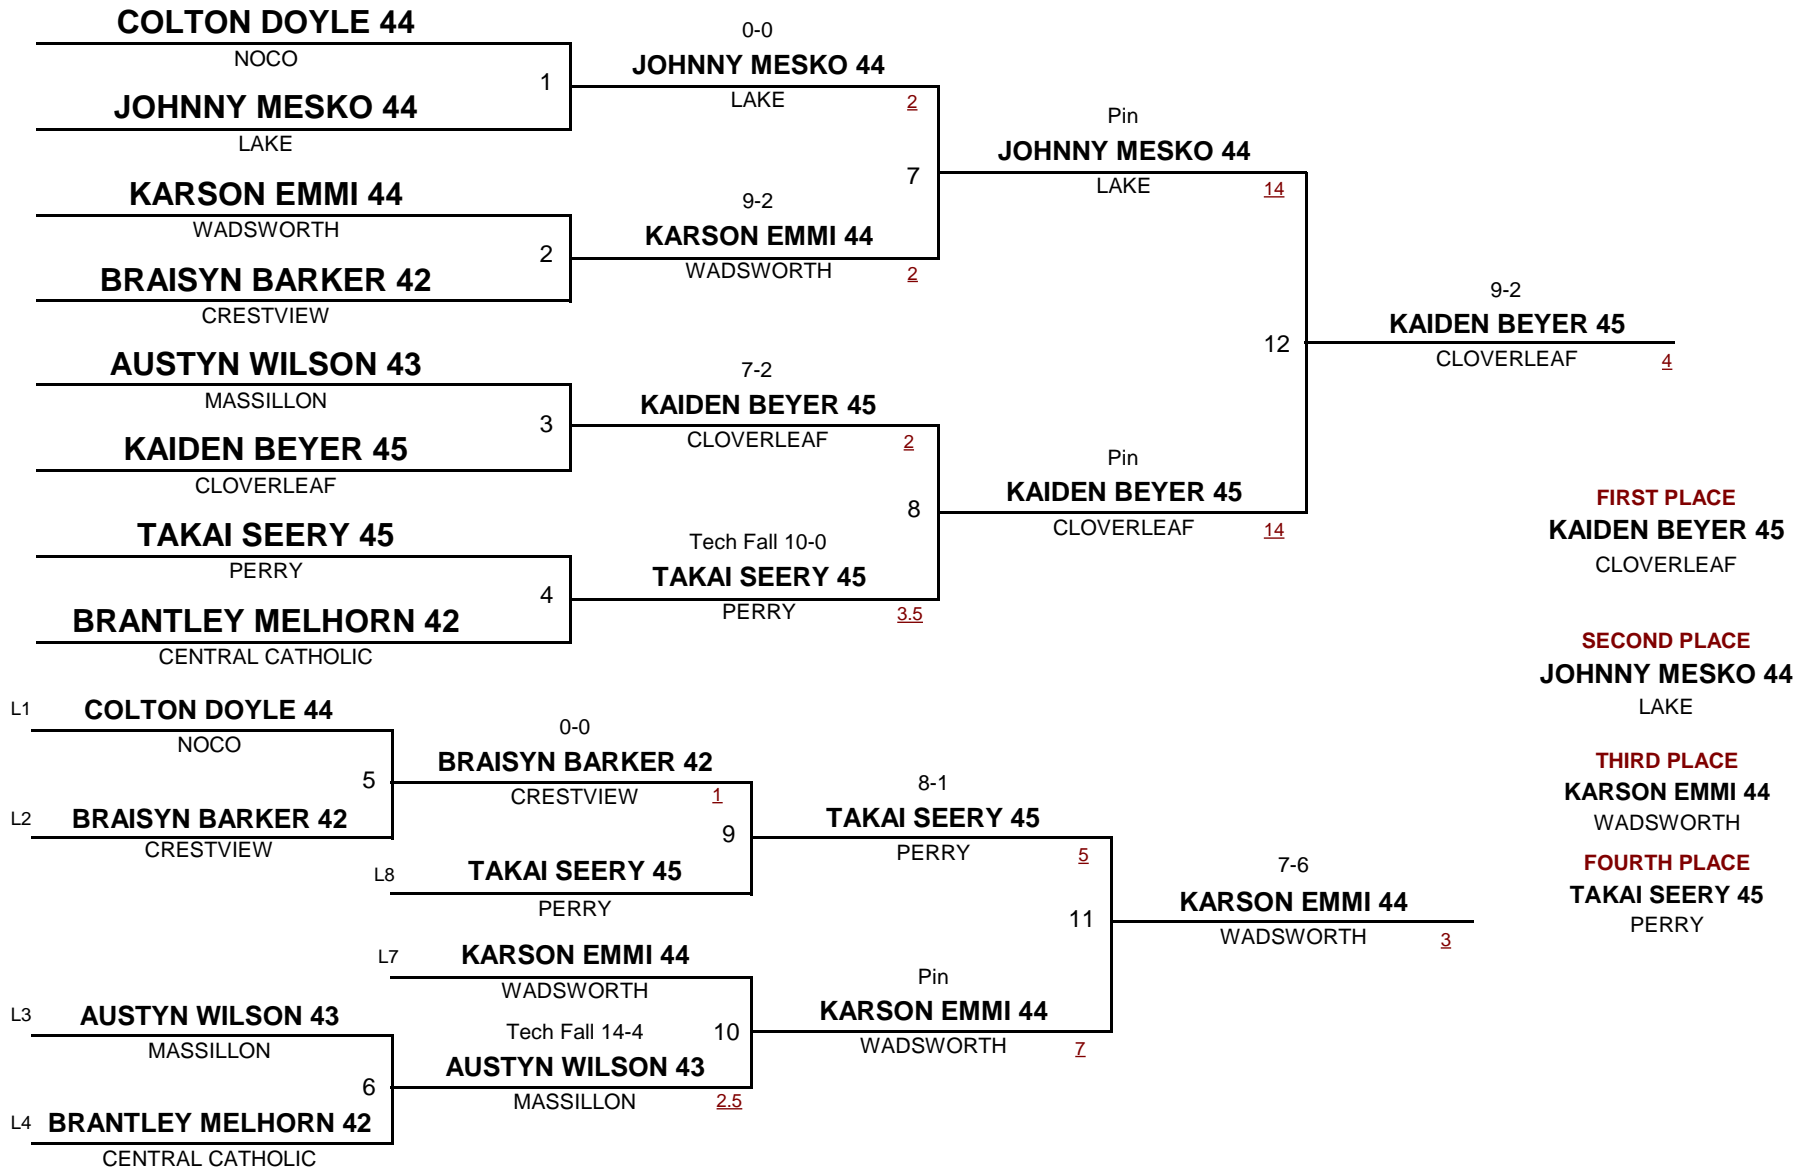 COLTON DOYLE 44
NOCO
1
JOHNNY MESKO 44
LAKE
KARSON EMMI 44
WADSWORTH
2
BRAISYN BARKER 42
CRESTVIEW
AUSTYN WILSON 43
MASSILLON
3
KAIDEN BEYER 45
CLOVERLEAF
TAKAI SEERY 45
PERRY
4
BRANTLEY MELHORN 42
CENTRAL CATHOLIC
0-0
JOHNNY MESKO 44
LAKE 2
7
9-2
KARSON EMMI 44
WADSWORTH 2
7-2
KAIDEN BEYER 45
CLOVERLEAF 2
8
Tech Fall 10-0
TAKAI SEERY 45
PERRY 3.5
Pin
JOHNNY MESKO 44
LAKE 14
12
Pin
KAIDEN BEYER 45
CLOVERLEAF 14
9-2
KAIDEN BEYER 45
CLOVERLEAF 4
FIRST PLACE
KAIDEN BEYER 45
CLOVERLEAF
SECOND PLACE
JOHNNY MESKO 44
LAKE
THIRD PLACE
KARSON EMMI 44
WADSWORTH
FOURTH PLACE
TAKAI SEERY 45
PERRY
L1 COLTON DOYLE 44
NOCO
5
L2 BRAISYN BARKER 42
CRESTVIEW
L3 AUSTYN WILSON 43
MASSILLON
6
L4 BRANTLEY MELHORN 42
CENTRAL CATHOLIC
0-0
BRAISYN BARKER 42
CRESTVIEW 1
9
L8 TAKAI SEERY 45
PERRY
L7 KARSON EMMI 44
WADSWORTH
Tech Fall 14-4 10
AUSTYN WILSON 43
MASSILLON 2.5
8-1
TAKAI SEERY 45
PERRY 5
11
Pin
KARSON EMMI 44
WADSWORTH 7
7-6
KARSON EMMI 44
WADSWORTH 3